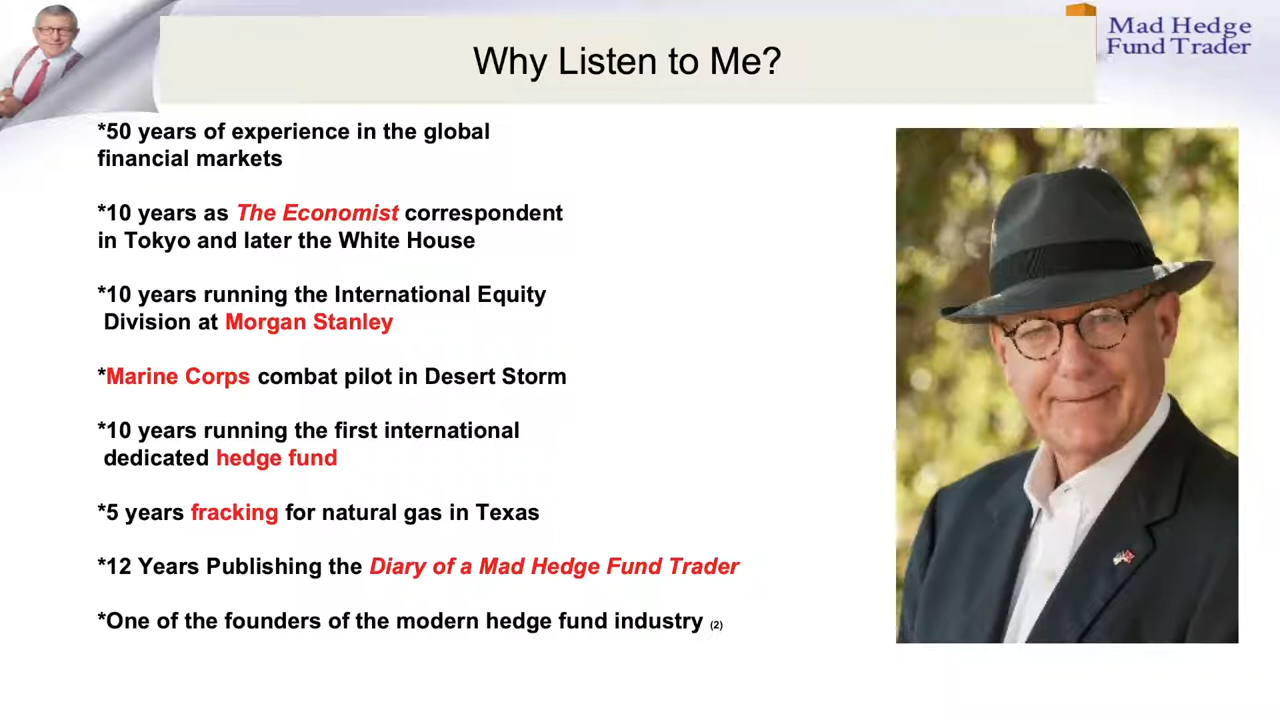 Mad Hedge
Fund Trader
Why Listen to Me?
*50 years of experience in the global
financial markets
*10 years as The Economist correspondent
in Tokyo and later the White House
*10 years running the International Equity
Division at Morgan Stanley
*Marine Corps combat pilot in Desert Storm
*10 years running the first international
dedicated hedge fund
*5 years fracking for natural gas in Texas
*12 Years Publishing the Diary of a Mad Hedge Fund Trader
*One of the founders of the modern hedge fund industry (2)